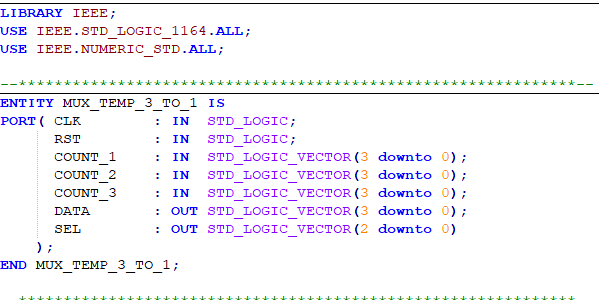 LIBRARY IEEE;
USE IEEE.STD_LOGIC_1164.ALL;
USE IEEE.NUMERIC_STD.ALL;
--**************************************************************--
ENTITY MUX_TEMP_3_TO_1 IS
PORT( CLK : IN STD_LOGIC;
RST : IN STD_LOGIC;
COUNT_1 : IN STD_LOGIC_VECTOR(3 downto 0);
COUNT_2 : IN STD_LOGIC_VECTOR(3 downto 0);
COUNT_3 : IN STD_LOGIC_VECTOR(3 downto 0);
DATA : OUT STD_LOGIC_VECTOR(3 downto 0);
SEL : OUT STD_LOGIC_VECTOR(2 downto 0)
);
END MUX_TEMP_3_TO_1;